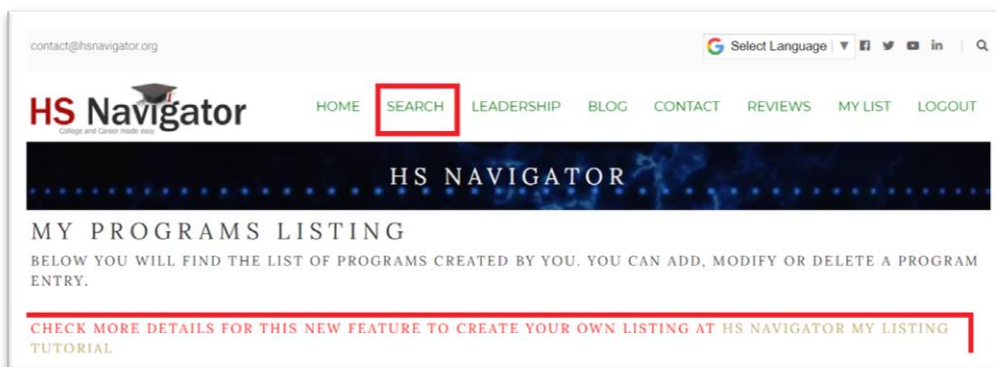 contact@hsnavigator.org
Select Language ▼
HS Navigator
College and Career made easy
HOME SEARCH LEADERSHIP BLOG CONTACT REVIEWS MY LIST LOGOUT
HS NAVIGATOR
MY PROGRAMS LISTING
BELOW YOU WILL FIND THE LIST OF PROGRAMS CREATED BY YOU. YOU CAN ADD, MODIFY OR DELETE A PROGRAM
ENTRY.
CHECK MORE DETAILS FOR THIS NEW FEATURE TO CREATE YOUR OWN LISTING AT HS NAVIGATOR MY LISTING
TUTORIAL